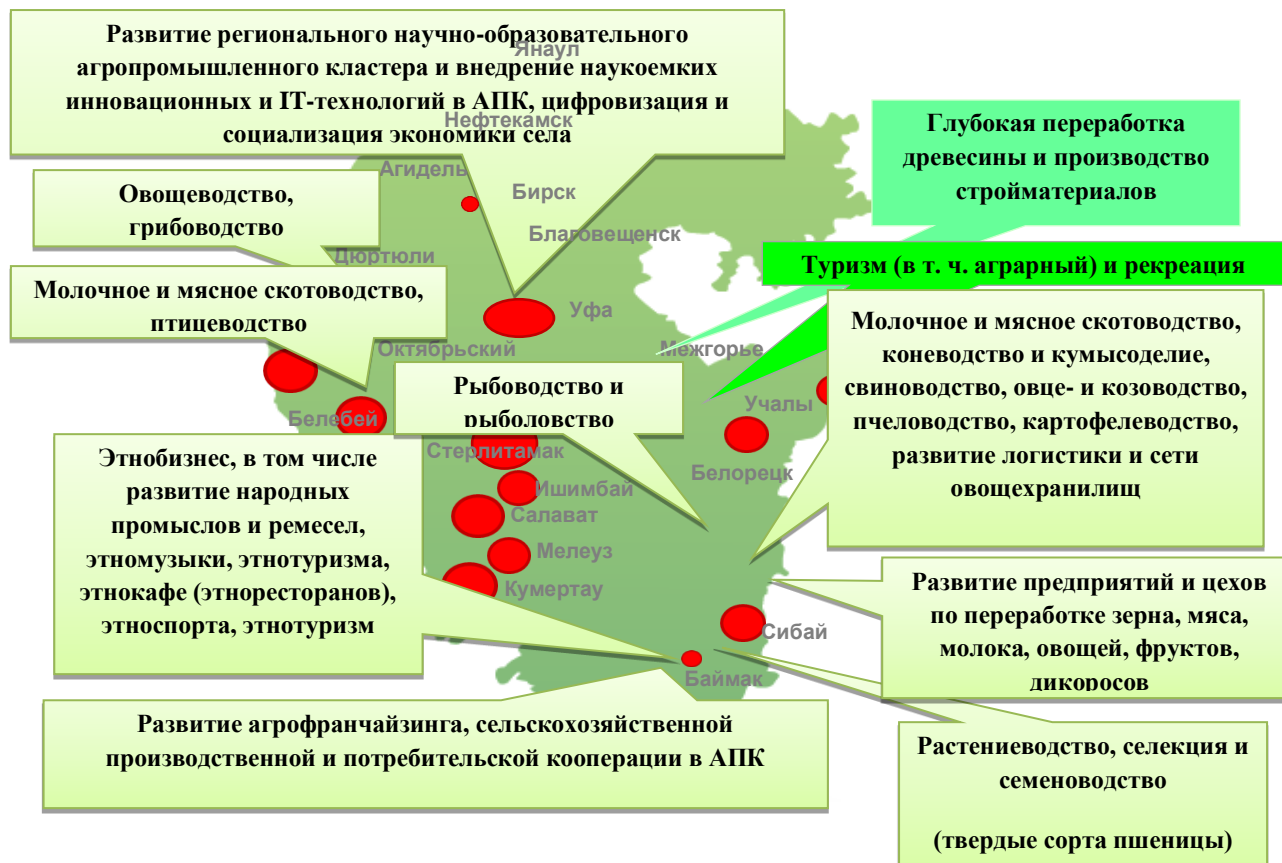 Развитие регионального научно-образовательного
агропромышленного кластера и внедрение наукоемких
инновационных и IT-технологий в АПК, цифровизация и
социализация экономики села
Янаул
Нефтекамск
Агидель
Бирск
Благовещенск
Дюртюли
Глубокая переработка
древесины и производство
стройматериалов
Овощеводство,
грибоводство
Туризм (в т. ч. аграрный) и рекреация
Молочное и мясное скотоводство,
птицеводство
Уфа
Октябрьский
Межгорье
Молочное и мясное скотоводство,
коневодство и кумысоделие,
свиноводство, овце- и козоводство,
пчеловодство, картофелеводство,
развитие логистики и сети
овощехранилищ
Рыбоводство и
рыболовство
Учалы
Белебей
Стерлитамак
Белорецк
Ишимбай
Салават
Мелеуз
Кумертау
Этнобизнес, в том числе
развитие народных
промыслов и ремесел,
этномузыки, этнотуризма,
этнокафе (этноресторанов),
этноспорта, этнотуризм
Развитие предприятий и цехов
по переработке зерна, мяса,
молока, овощей, фруктов,
дикоросов
Сибай
Баймак
Развитие агрофранчайзинга, сельскохозяйственной
производственной и потребительской кооперации в АПК
Растениеводство, селекция и
семеноводство
(твердые сорта пшеницы)